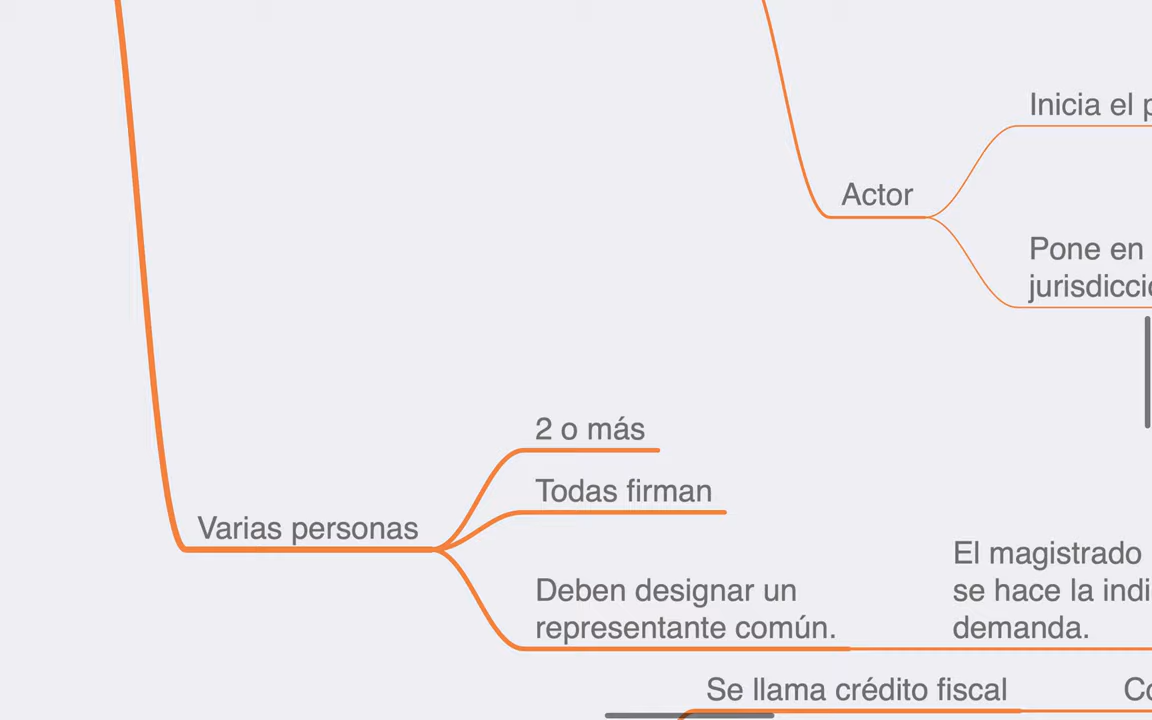 Inicia el
Actor
Pone en
2 o más
Todas firman
Varias personas
El magistrado
Deben designar un
se hace la
representante común.
demanda.
Se llama crédito fiscal